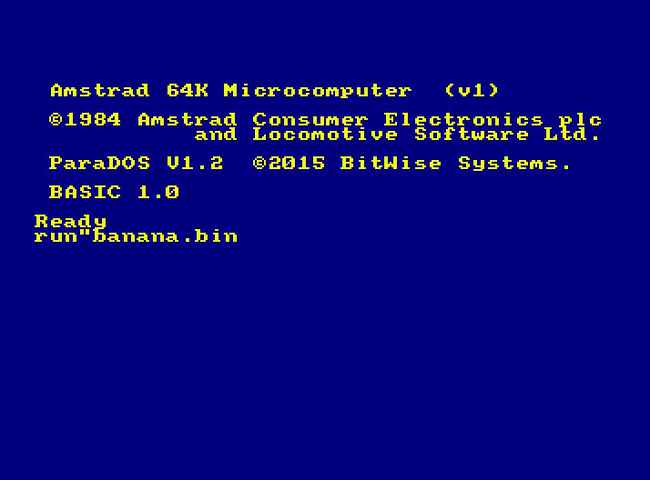 Amstrad 64K Microcomputer (v1)
©1984 Amstrad Consumer Electronics plc
and Locomotive Software Ltd.
ParaDOS V1.2 ©2015 BitWise Systems.
BASIC 1.0
Ready
run"banana.bin